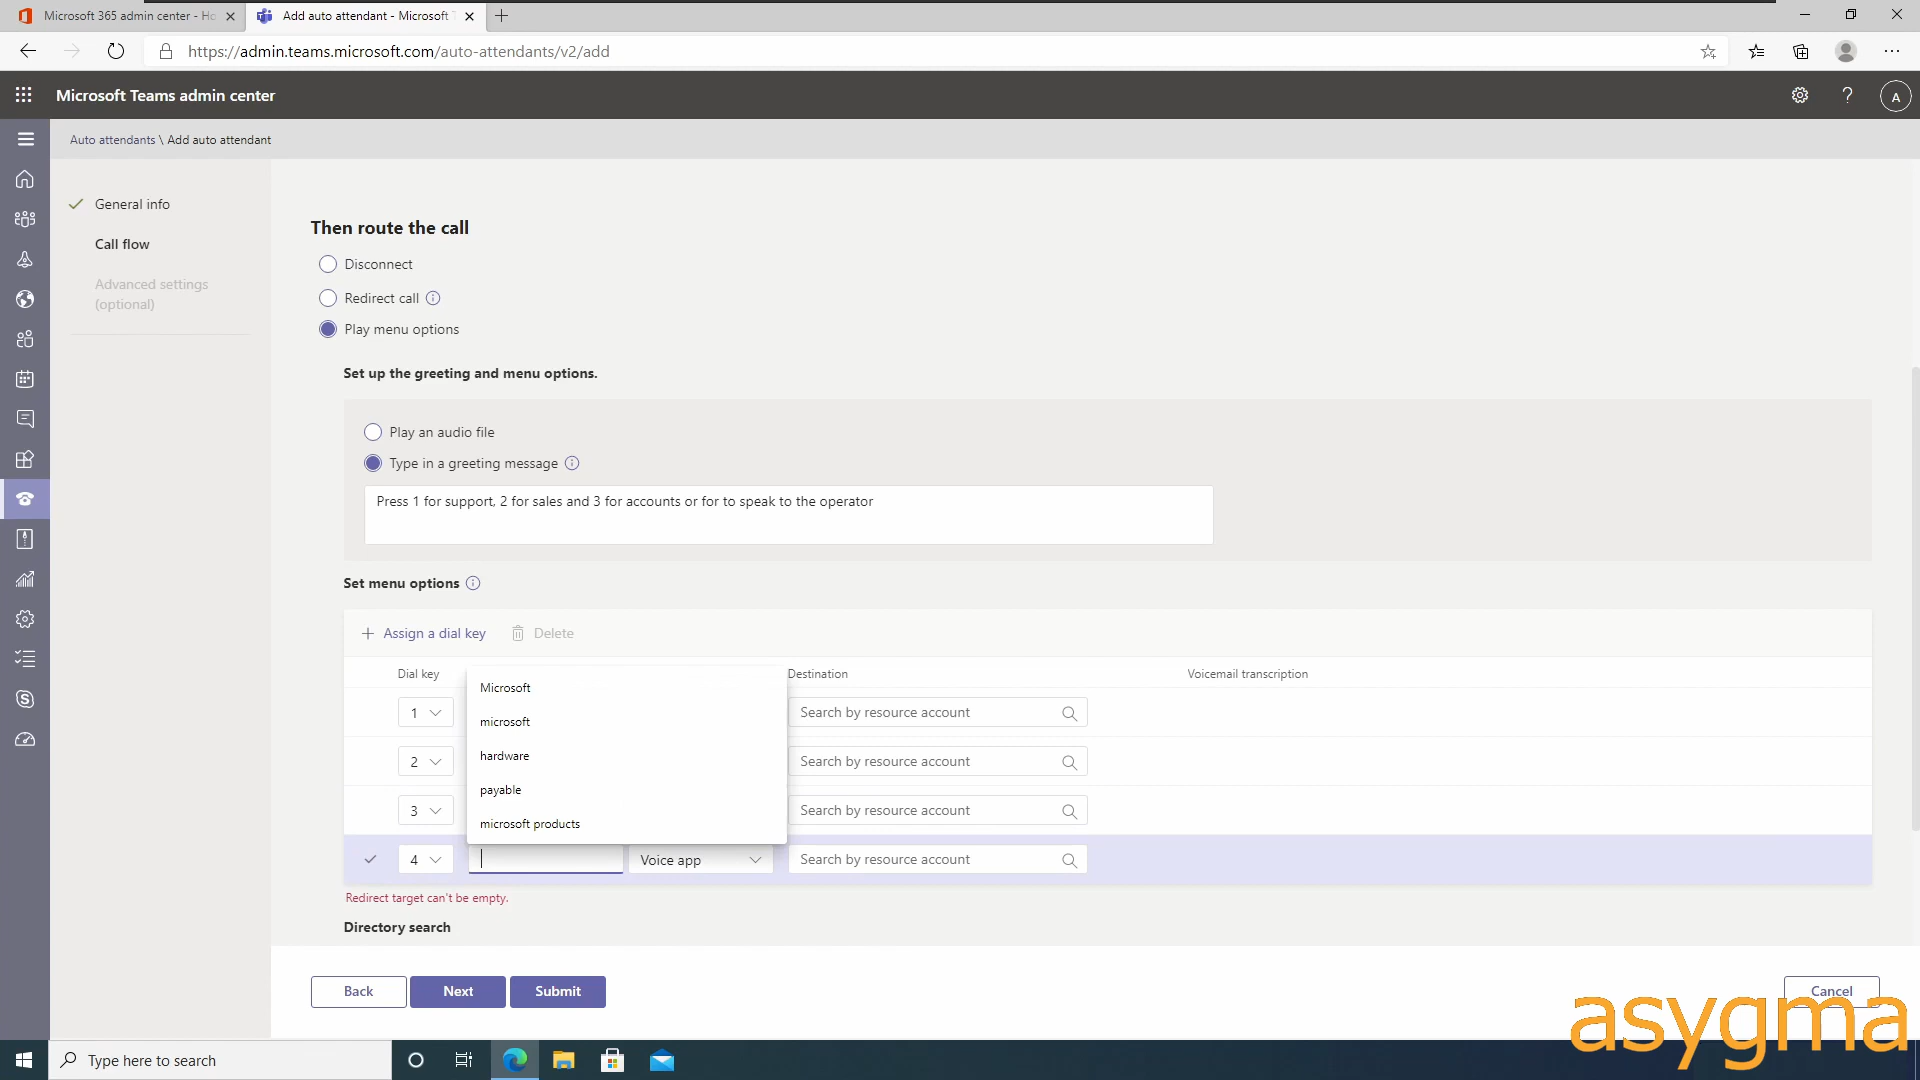 Microsoft 365 admin center - Ho
Add auto attendant - Microsoft T
https://admin.teams.microsoft.com/auto-attendants/v2/add
Microsoft Teams admin center
A
Auto attendants \ Add auto attendant
General info
Call flow
Advanced settings
(optional)
Then route the call
Disconnect
Redirect call
Play menu options
Set up the greeting and menu options.
Play an audio file
Type in a greeting message
Press 1 for support, 2 for sales and 3 for accounts or for to speak to the operator
Set menu options
Assign a dial key Delete
Dial key Destination Voicemail transcription
Microsoft
1 Search by resource account
microsoft
hardware
2 Search by resource account
payable
3 Search by resource account
microsoft products
4 Voice app Search by resource account
Redirect target can't be empty.
Directory search
Back Next Submit Cancel
asygma
Type here to search